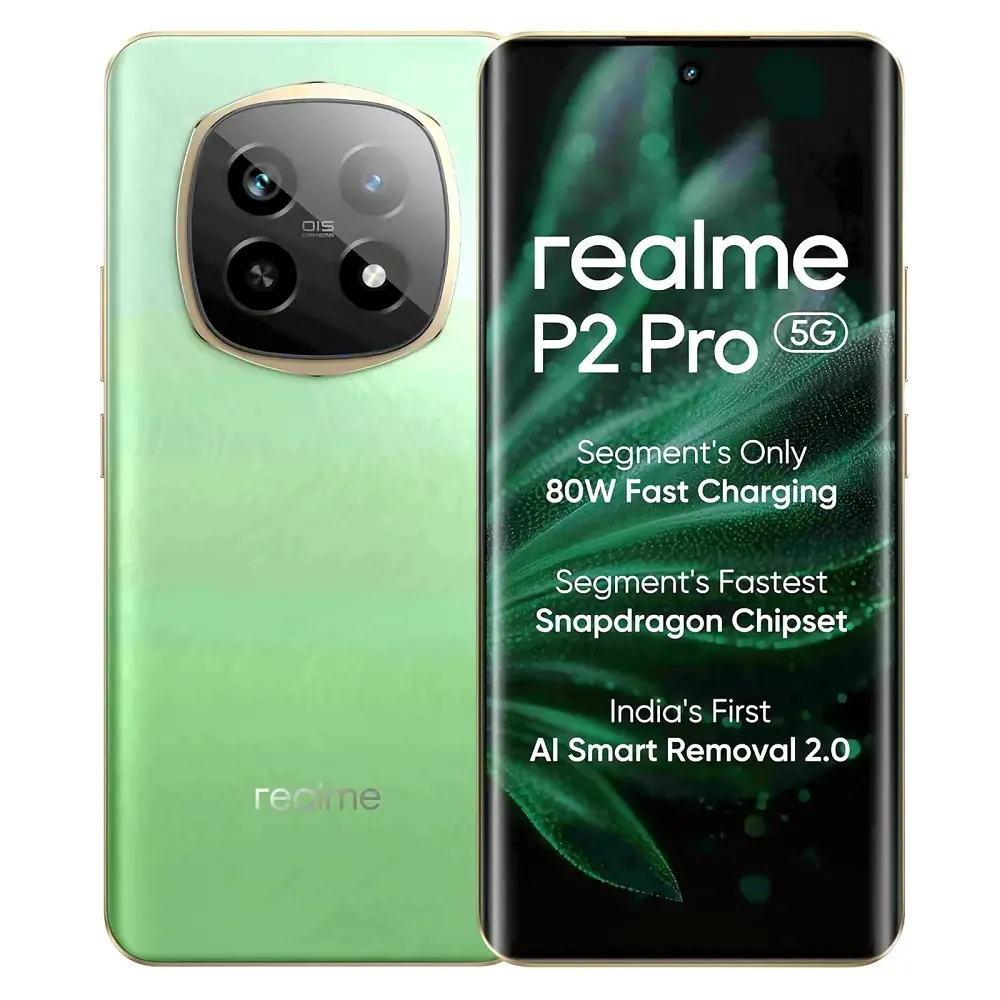 OIS
CAMERA
realme
realme
P2 Pro 5G
Segment's Only
80W Fast Charging
Segment's Fastest
Snapdragon Chipset
India's First
AI Smart Removal 2.0